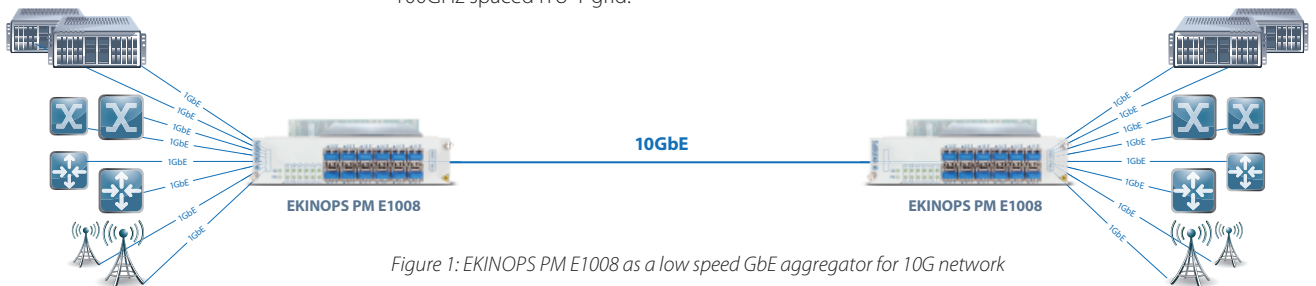 100GHz spaced ITU-T grid.
1GbE
1GbE
1GbE
1GbE
1GbE
1GbE
1GbE
1GbE
EKINOPS PM E1008
10GbE
1GbE
1GbE
1GbE
1GbE
1GbE
1GbE
1GbE
1GbE
EKINOPS PM E1008
Figure 1: EKINOPS PM E1008 as a low speed GbE aggregator for 10G network